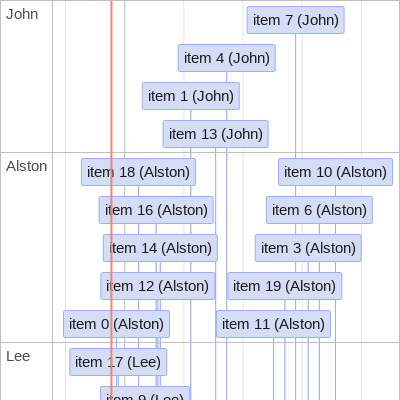 John
item 7 (John)
item 4 (John)
item 1 (John)
item 13 (John)
Alston
item 18 (Alston)
item 10 (Alston)
item 16 (Alston)
item 6 (Alston)
item 14 (Alston)
item 3 (Alston)
item 12 (Alston)
item 19 (Alston)
item 0 (Alston)
item 11 (Alston)
Lee
item 17 (Lee)
item 9 (Lee)